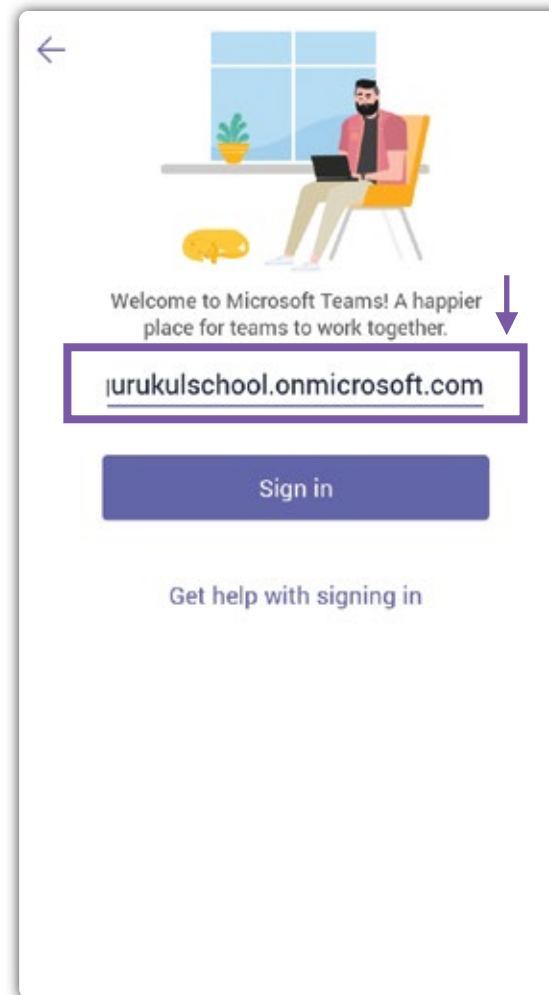 Welcome to Microsoft Teams! A happier
place for teams to work together.
urukulschool.onmicrosoft.com
Sign in
Get help with signing in